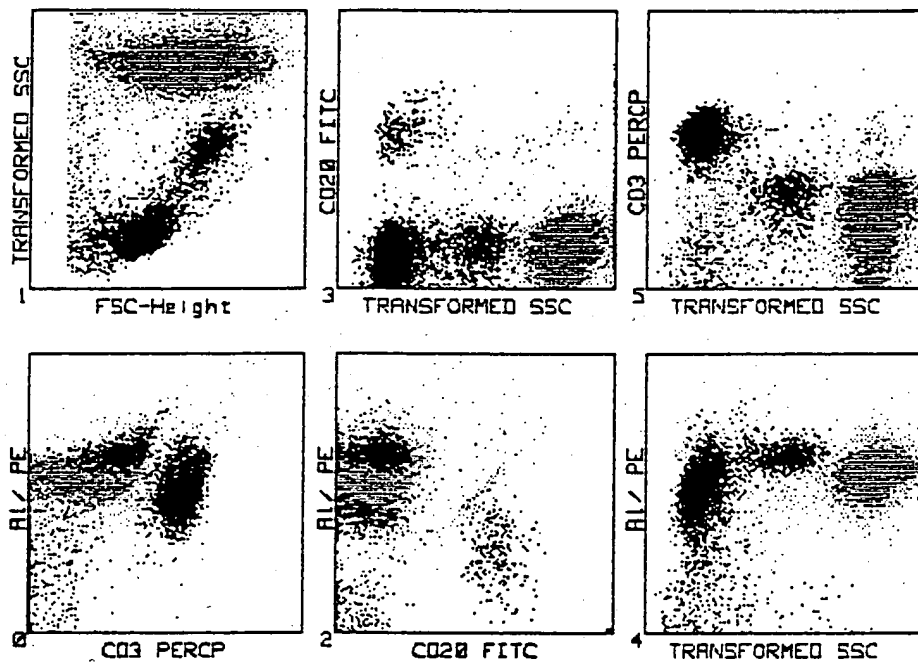 TRANSFORMED SSC
1
FSC-Height
CD20 FITC
3
TRANSFORMED SSC
CD3 PERCP
5
TRANSFORMED SSC
A1/ PE
0
CD3 PERCP
A1/ PE
2
CD20 FITC
A1/ PE
4
TRANSFORMED SSC